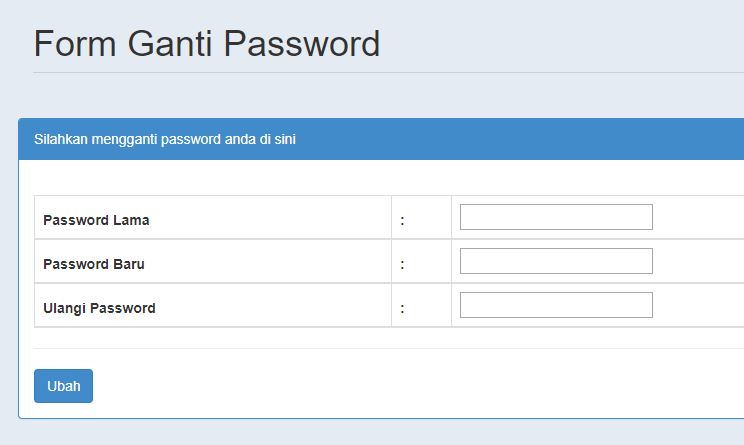 Form Ganti Password
Silahkan mengganti password anda di sini
Password Lama :
Password Baru :
Ulangi Password :
Ubah